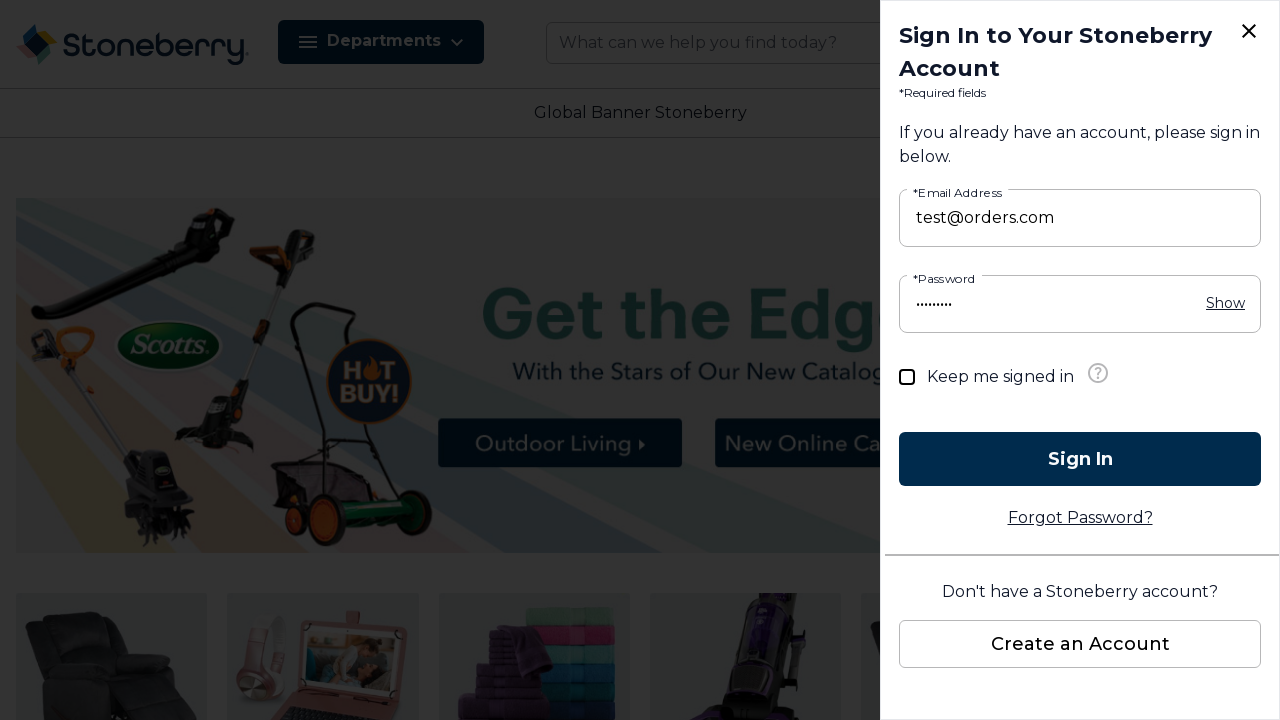 Stoneberry
Departments
What can we help you find today?
Global Banner Stoneberry
Scotts
HOT
BUY!
Get the Edge
With the Stars of Our New Catalog
Outdoor Living
New Online Ca
Sign In to Your Stoneberry
Account
*Required fields
If you already have an account, please sign in
below.
*Email Address
test@orders.com
*Password
•••••••••
Show
Keep me signed in
Sign In
Forgot Password?
Don't have a Stoneberry account?
Create an Account